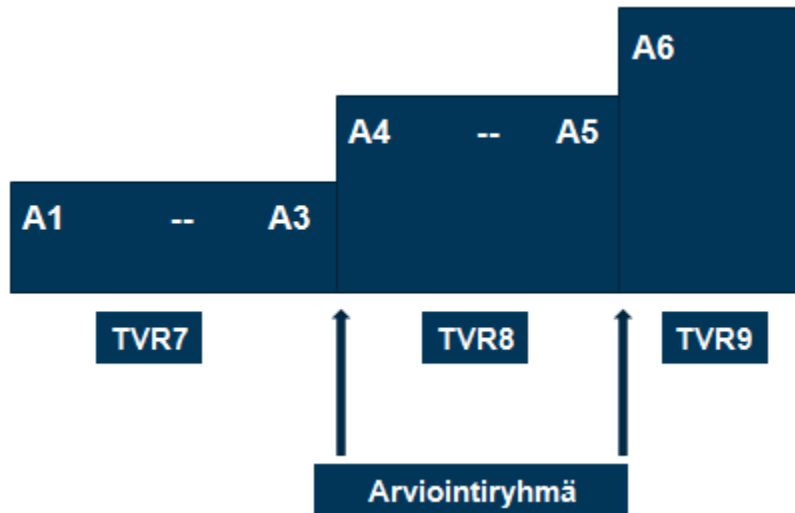 A6
A4 -- A5
A1 -- A3
TVR7 TVR8 TVR9
Arviointiryhmä